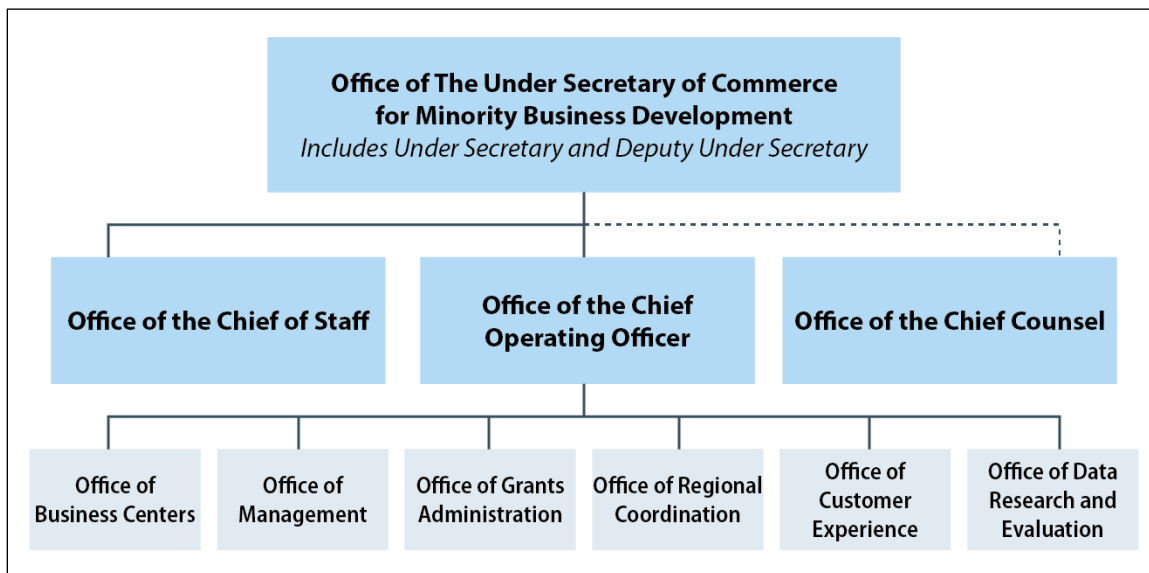 Office of The Under Secretary of Commerce
for Minority Business Development
Includes Under Secretary and Deputy Under Secretary
Office of the Chief of Staff
Office of the Chief
Operating Officer
Office of the Chief Counsel
Office of
Business Centers
Office of
Management
Office of Grants
Administration
Office of Regional
Coordination
Office of
Customer
Experience
Office of Data
Research and
Evaluation